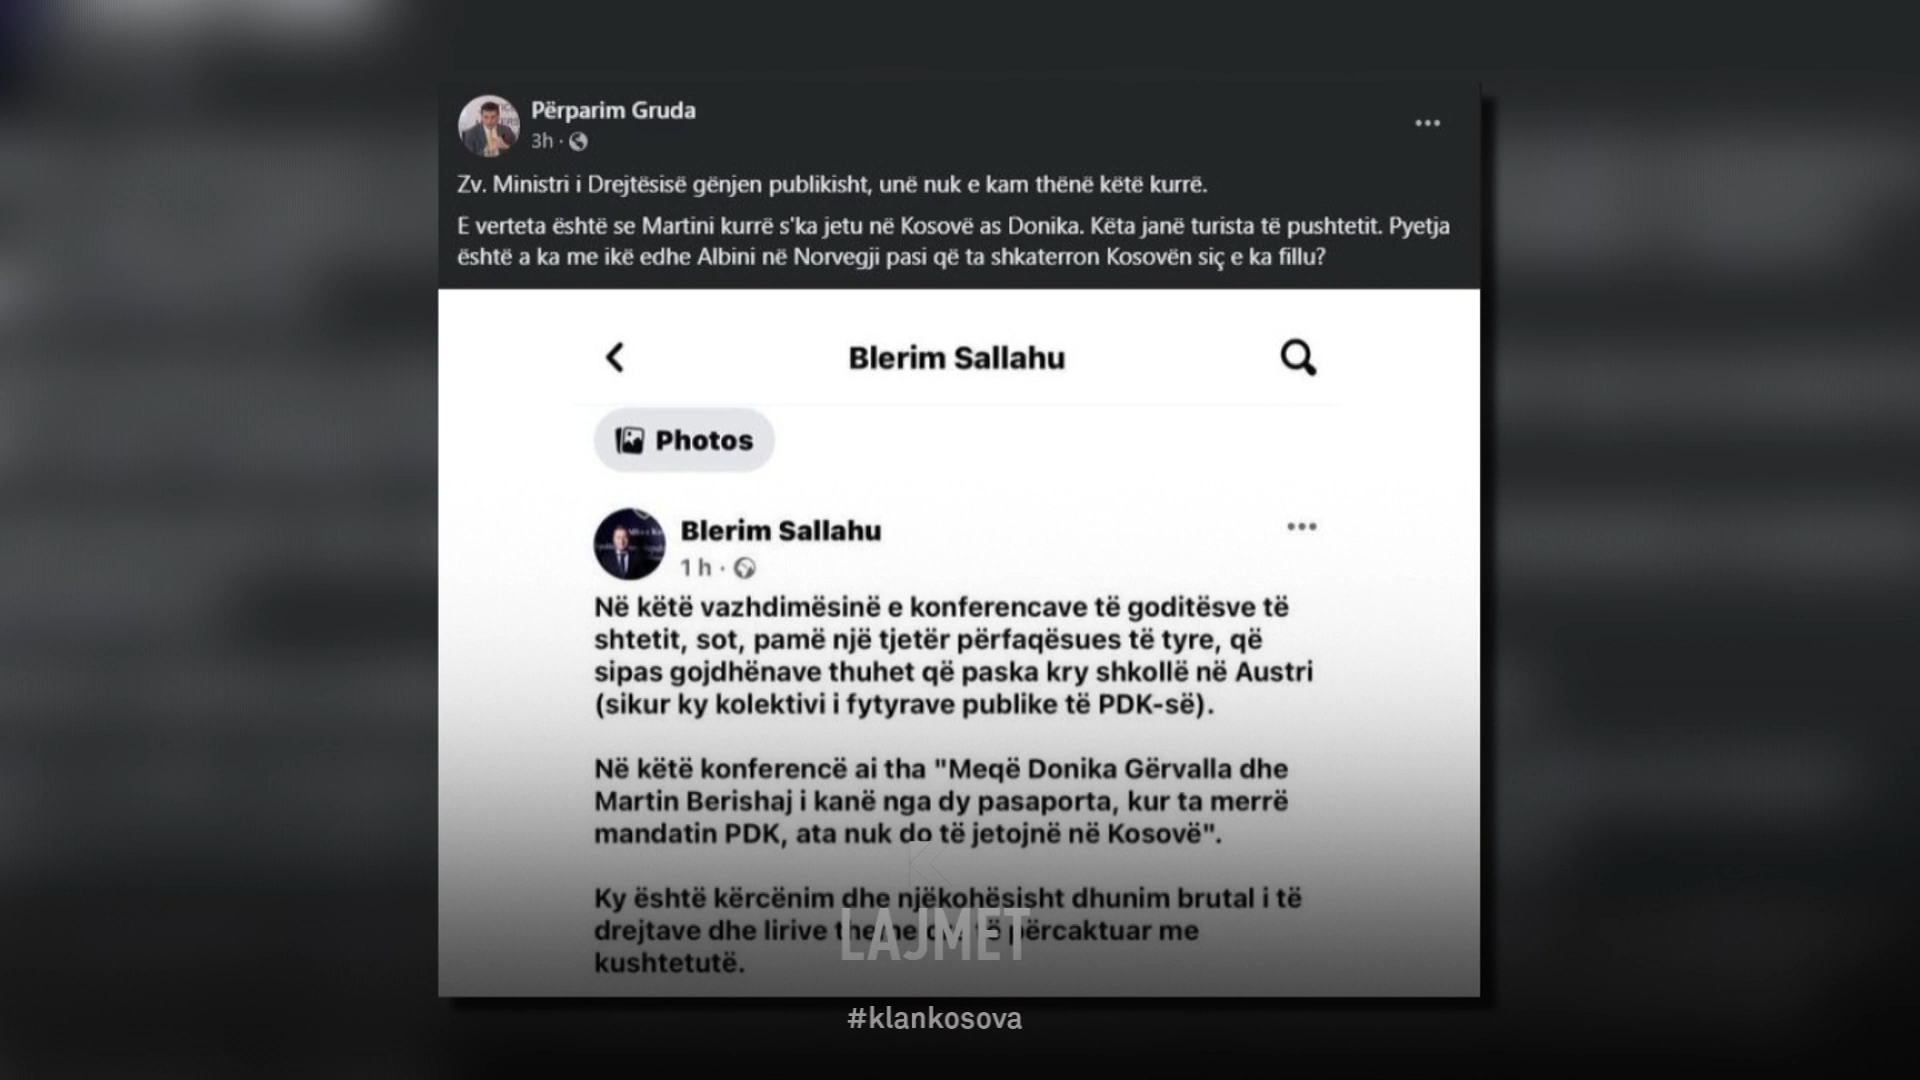 Përparim Gruda
3h ·
Zv. Ministri i Drejtësisë gënjen publikisht, unë nuk e kam thënë këtë kurrë.
E verteta është se Martini kurrë s'ka jetu në Kosovë as Donika. Këta janë turista të pushtetit. Pyetja
është a ka me ikë edhe Albini në Norvegji pasi që ta shkaterron Kosovën siç e ka fillu?
Blerim Sallahu
Photos
Blerim Sallahu
1 h ·
Në këtë vazhdimësinë e konferencave të goditësve të
shtetit, sot, pamë një tjetër përfaqësues të tyre, që
sipas gojdhënave thuhet që paska kry shkollë në Austri
(sikur ky kolektivi i fytyrave publike të PDK-së).
Në këtë konferencë ai tha "Meqë Donika Gërvalla dhe
Martin Berishaj i kanë nga dy pasaporta, kur ta merrë
mandatin PDK, ata nuk do të jetojnë në Kosovë".
Ky është kërcënim dhe njëkohësisht dhunim brutal i të
drejtave dhe lirive të përcaktuar me
kushtetutë.
LAJMET
#klankosova